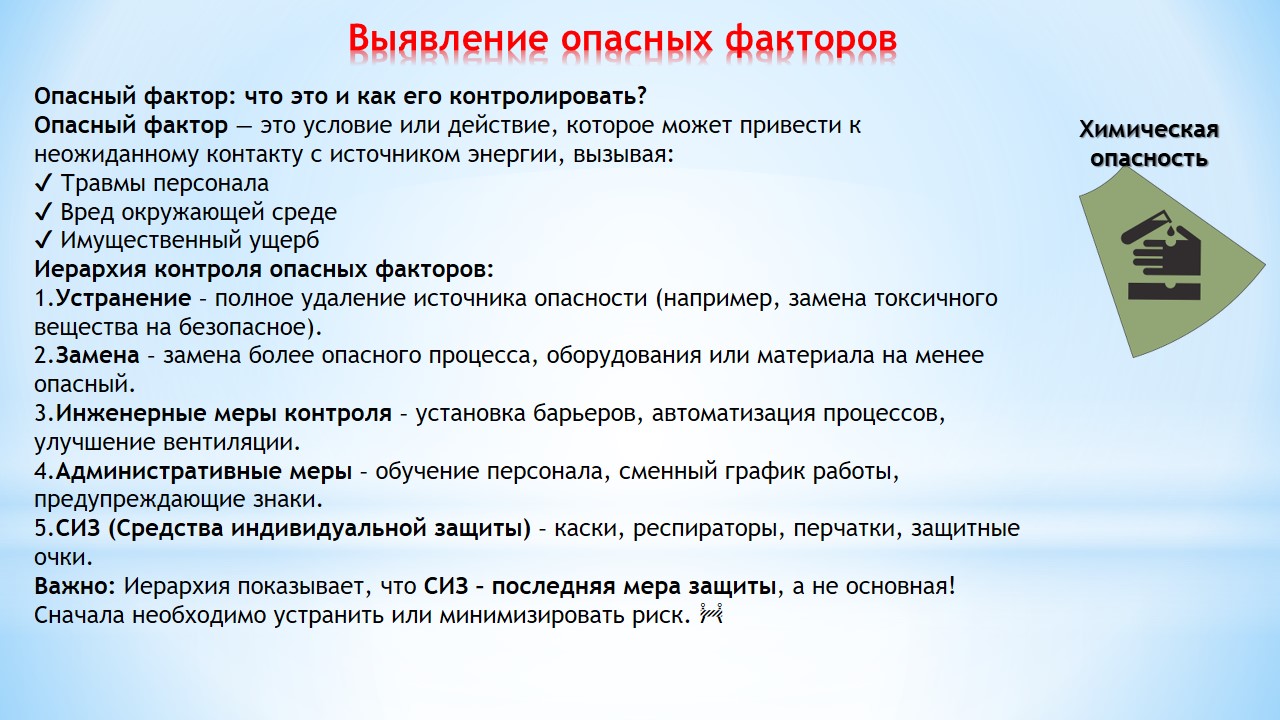 Выявление опасных факторов
Опасный фактор: что это и как его контролировать?
Опасный фактор — это условие или действие, которое может привести к
неожиданному контакту с источником энергии, вызывая:
✔ Травмы персонала
✔ Вред окружающей среде
✔ Имущественный ущерб
Иерархия контроля опасных факторов:
1.Устранение – полное удаление источника опасности (например, замена токсичного
вещества на безопасное).
2.Замена – замена более опасного процесса, оборудования или материала на менее
опасный.
3.Инженерные меры контроля – установка барьеров, автоматизация процессов,
улучшение вентиляции.
4.Административные меры – обучение персонала, сменный график работы,
предупреждающие знаки.
5.СИЗ (Средства индивидуальной защиты) – каски, респираторы, перчатки, защитные
очки.
Важно: Иерархия показывает, что СИЗ – последняя мера защиты, а не основная!
Сначала необходимо устранить или минимизировать риск. 🚧
Химическая
опасность